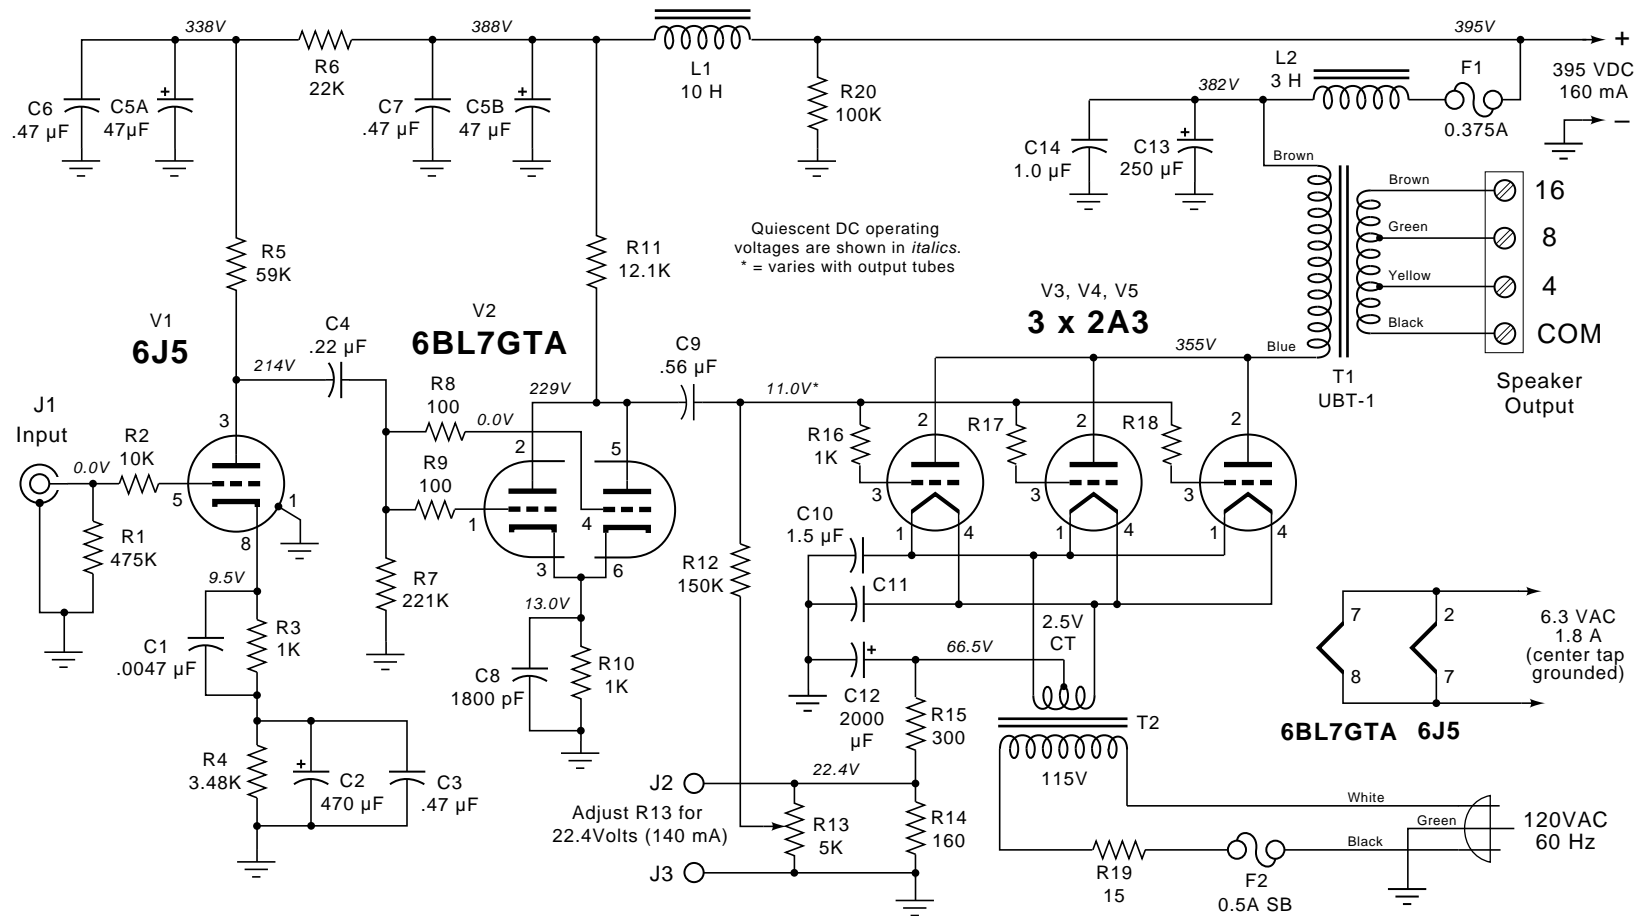 338V
388V
395V
R6
22K
L1
10 H
+
395 VDC
160 mA
–
L2
3 H
F1
0.375A
382V
C6
.47 µF
C5A
+
47µF
C7
.47 µF
C5B
+
47 µF
R20
100K
C14
1.0 µF
C13
+
250 µF
Brown
Brown
16
Green
8
Yellow
4
Black
COM
Blue
T1
UBT-1
Speaker
Output
Quiescent DC operating
voltages are shown in italics.
* = varies with output tubes
R5
59K
R11
12.1K
V1
6J5
V2
6BL7GTA
V3, V4, V5
3 x 2A3
355V
C4
.22 µF
214V
C9
.56 µF
229V
11.0V*
J1
Input
R2
10K
0.0V
3
5
1
8
R1
475K
R8
100
0.0V
R9
100
2
5
1
4
3
6
R7
221K
R16
1K
R17
R18
2
3
1
4
2
3
1
4
2
3
1
4
R12
150K
C10
1.5 µF
C11
2.5V
CT
66.5V
C12
+
2000
µF
R15
300
T2
115V
9.5V
C1
.0047 µF
R3
1K
13.0V
C8
1800 pF
R10
1K
R4
3.48K
+
C2
470 µF
C3
.47 µF
J2
22.4V
Adjust R13 for
22.4Volts (140 mA)
R13
5K
R14
160
J3
7
8
2
7
6BL7GTA
6J5
6.3 VAC
1.8 A
(center tap
grounded)
White
Green
Black
120VAC
60 Hz
R19
15
F2
0.5A SB